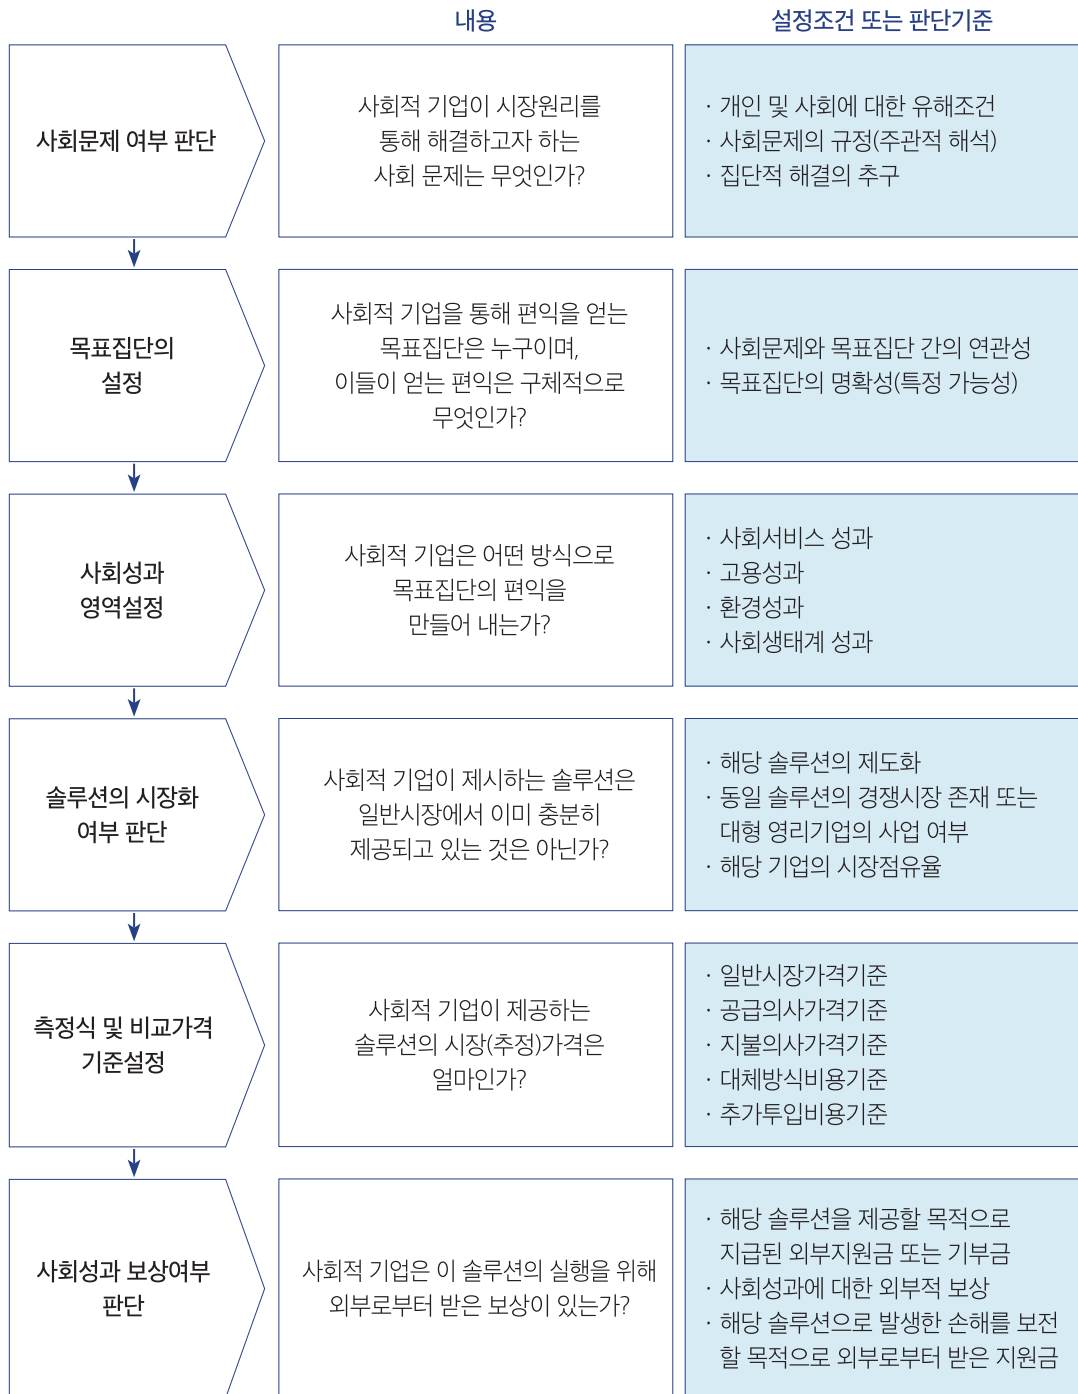 내용
설정조건 또는 판단기준
사회문제 여부 판단
사회적 기업이 시장원리를
통해 해결하고자 하는
사회 문제는 무엇인가?
· 개인 및 사회에 대한 유해조건
· 사회문제의 규정(주관적 해석)
· 집단적 해결의 추구
목표집단의
설정
사회적 기업을 통해 편익을 얻는
목표집단은 누구이며,
이들이 얻는 편익은 구체적으로
무엇인가?
· 사회문제와 목표집단 간의 연관성
· 목표집단의 명확성(특정 가능성)
사회성과
영역설정
사회적 기업은 어떤 방식으로
목표집단의 편익을
만들어 내는가?
· 사회서비스 성과
· 고용성과
· 환경성과
· 사회생태계 성과
솔루션의 시장화
여부 판단
사회적 기업이 제시하는 솔루션은
일반시장에서 이미 충분히
제공되고 있는 것은 아닌가?
· 해당 솔루션의 제도화
· 동일 솔루션의 경쟁시장 존재 또는
대형 영리기업의 사업 여부
· 해당 기업의 시장점유율
측정식 및 비교가격
기준설정
사회적 기업이 제공하는
솔루션의 시장(추정)가격은
얼마인가?
· 일반시장가격기준
· 공급의사가격기준
· 지불의사가격기준
· 대체방식비용기준
· 추가투입비용기준
사회성과 보상여부
판단
사회적 기업은 이 솔루션의 실행을 위해
외부로부터 받은 보상이 있는가?
· 해당 솔루션을 제공할 목적으로
지급된 외부지원금 또는 기부금
· 사회성과에 대한 외부적 보상
· 해당 솔루션으로 발생한 손해를 보전
할 목적으로 외부로부터 받은 지원금